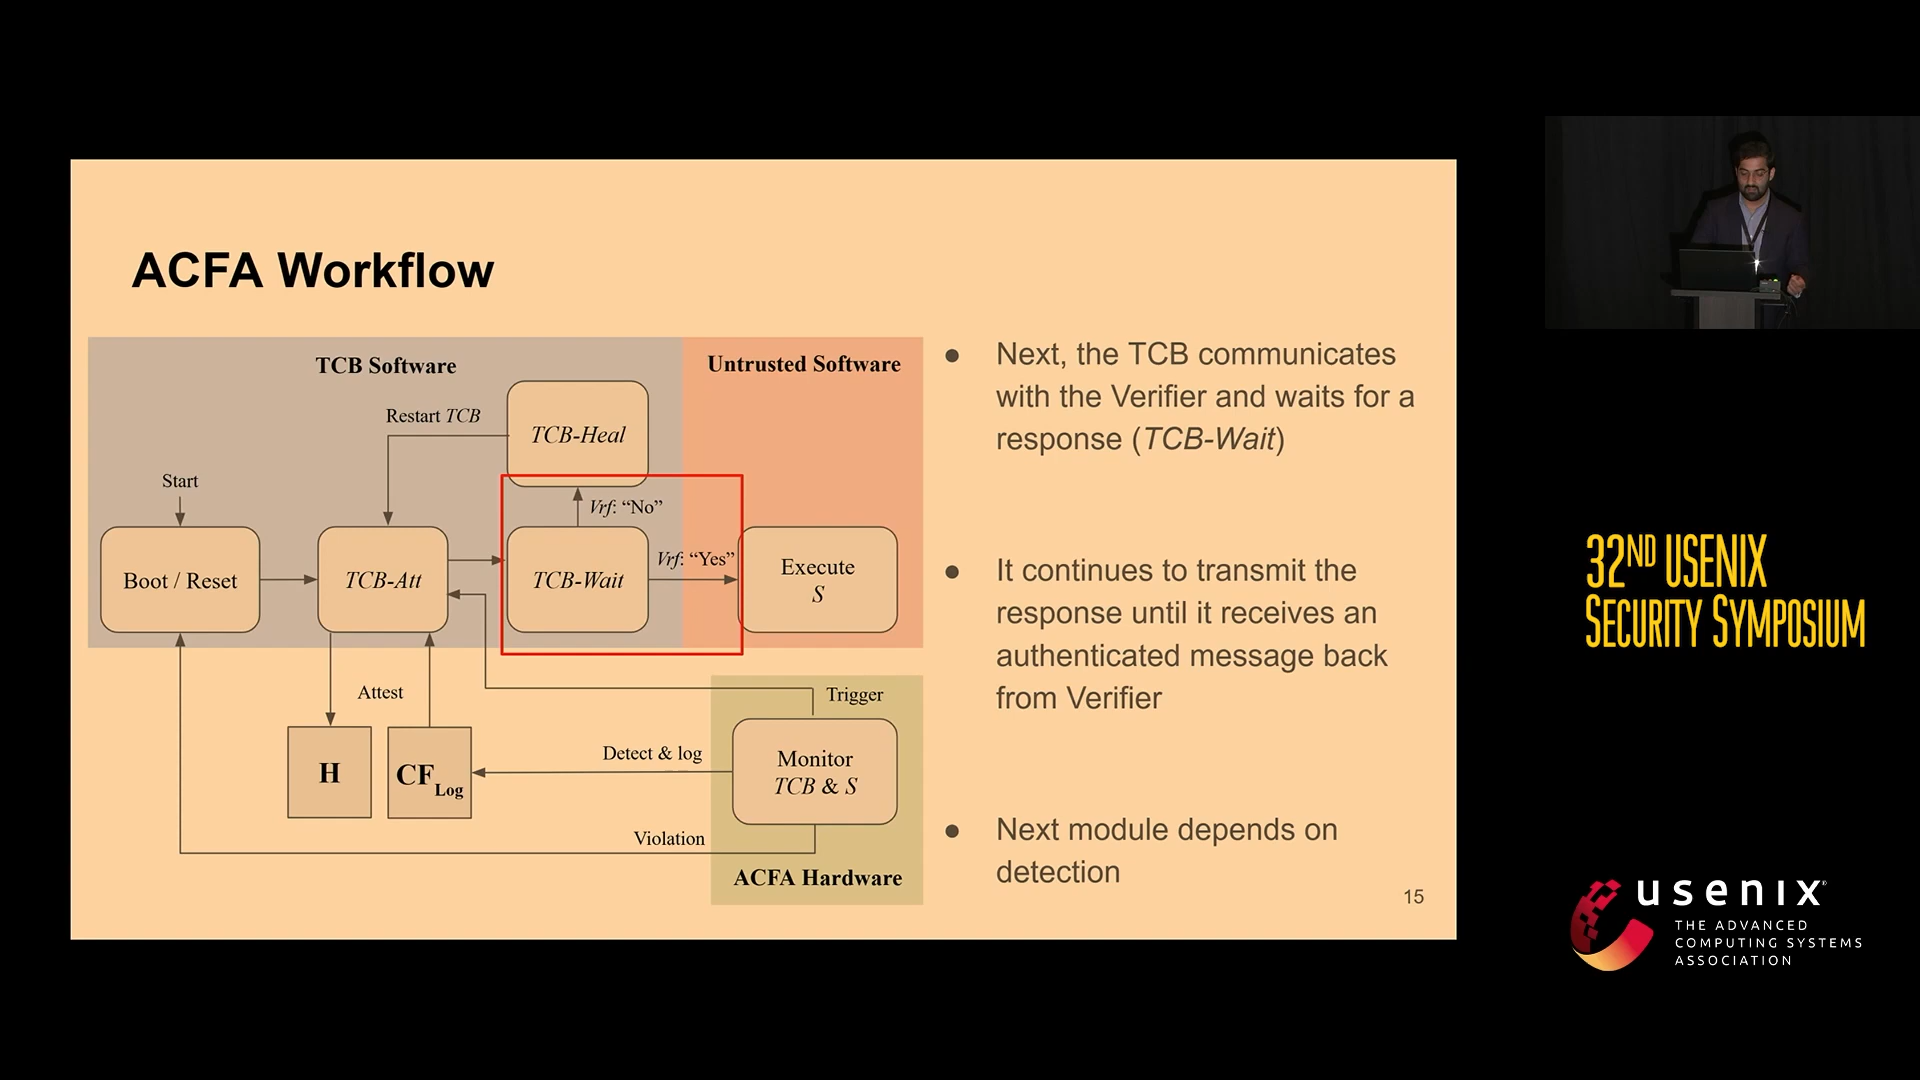 ACFA Workflow
TCB Software
Untrusted Software
Restart TCB
TCB-Heal
Start
Vrf: “No”
Boot / Reset
TCB-Att
TCB-Wait
Vrf: “Yes”
Execute
S
Attest
Trigger
H
CFLog
Detect & log
Monitor
TCB & S
Violation
ACFA Hardware
● Next, the TCB communicates
with the Verifier and waits for a
response (TCB-Wait)
● It continues to transmit the
response until it receives an
authenticated message back
from Verifier
● Next module depends on
detection
15
32ND USENIX
SECURITY SYMPOSIUM
usenix®
THE ADVANCED
COMPUTING SYSTEMS
ASSOCIATION